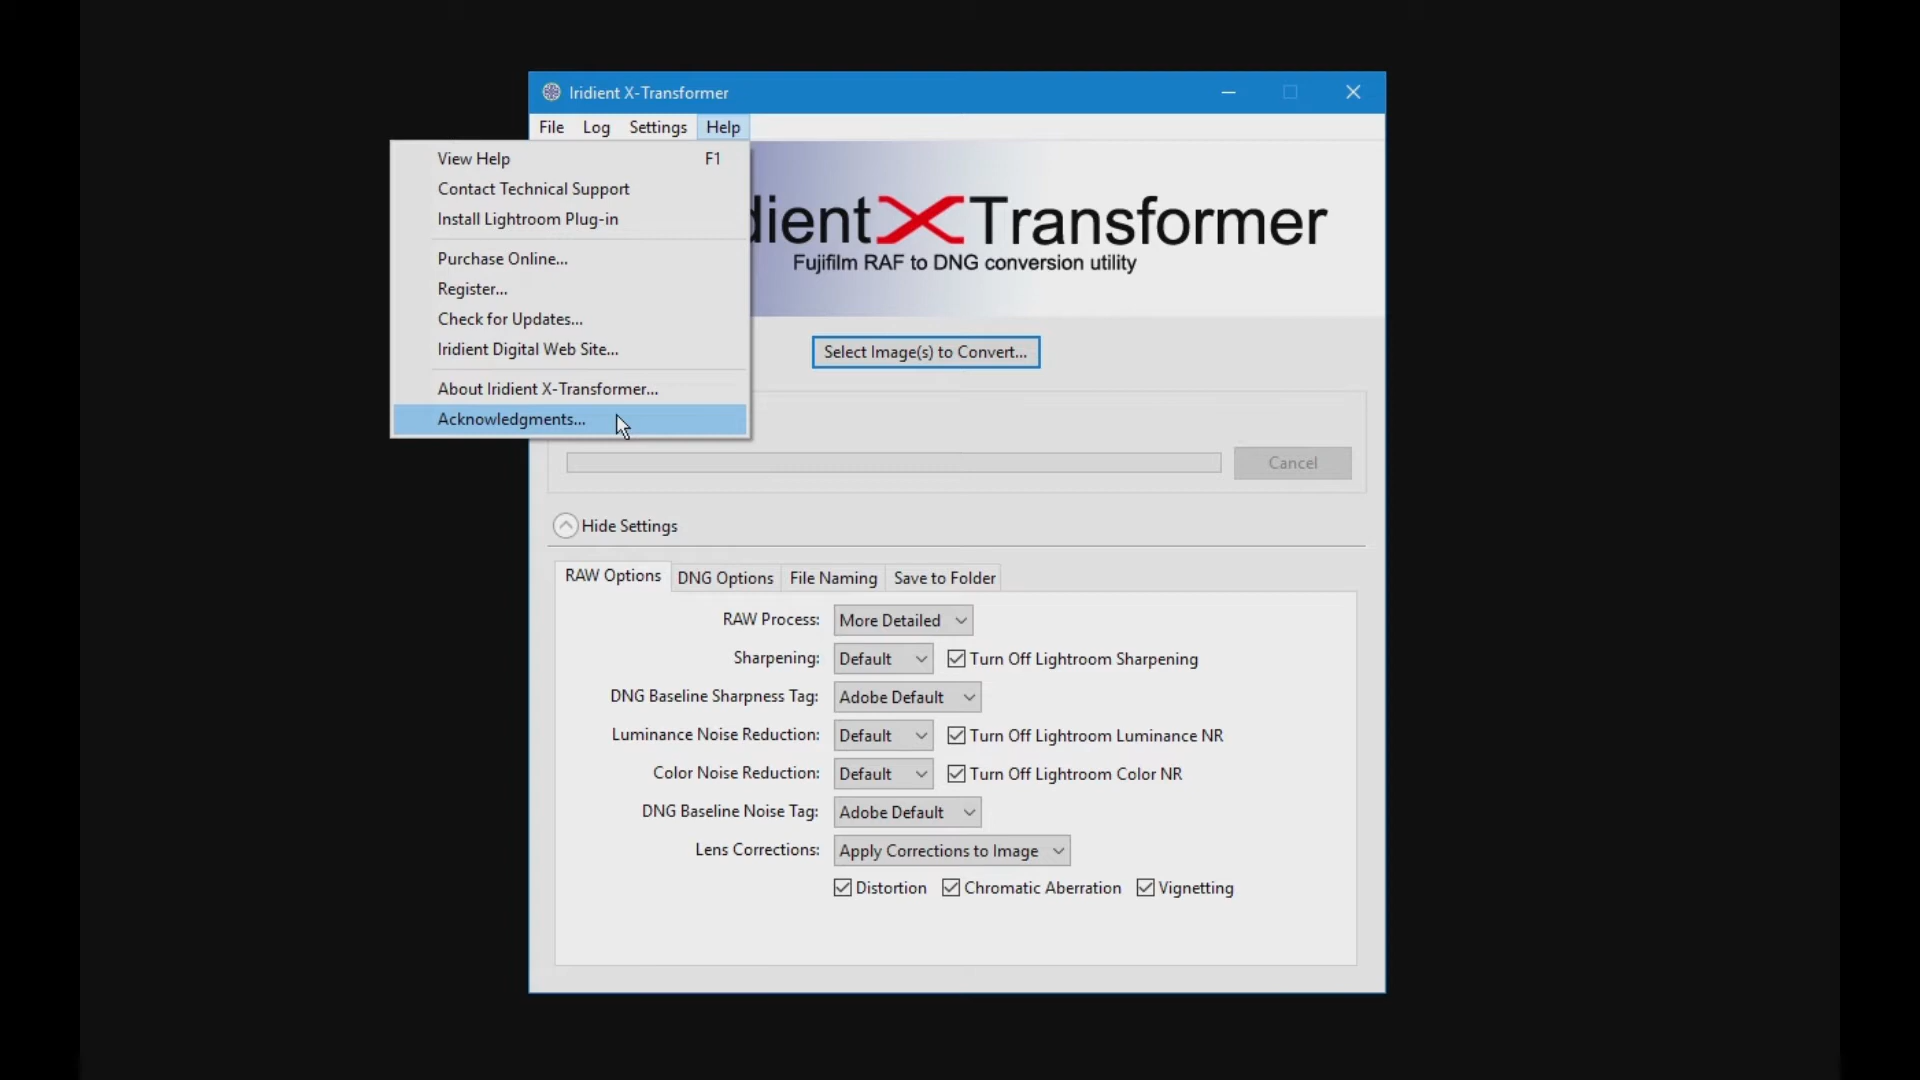 Iridient X-Transformer
File Log Settings Help
View Help F1
Contact Technical Support
Install Lightroom Plug-in
Purchase Online...
Register...
Check for Updates...
Iridient Digital Web Site...
About Iridient X-Transformer...
Acknowledgments...
dient X Transformer
Fujifilm RAF to DNG conversion utility
Select Image(s) to Convert...
Cancel
Hide Settings
RAW Options DNG Options File Naming Save to Folder
RAW Process: More Detailed
Sharpening: Default Turn Off Lightroom Sharpening
DNG Baseline Sharpness Tag: Adobe Default
Luminance Noise Reduction: Default Turn Off Lightroom Luminance NR
Color Noise Reduction: Default Turn Off Lightroom Color NR
DNG Baseline Noise Tag: Adobe Default
Lens Corrections: Apply Corrections to Image
Distortion Chromatic Aberration Vignetting